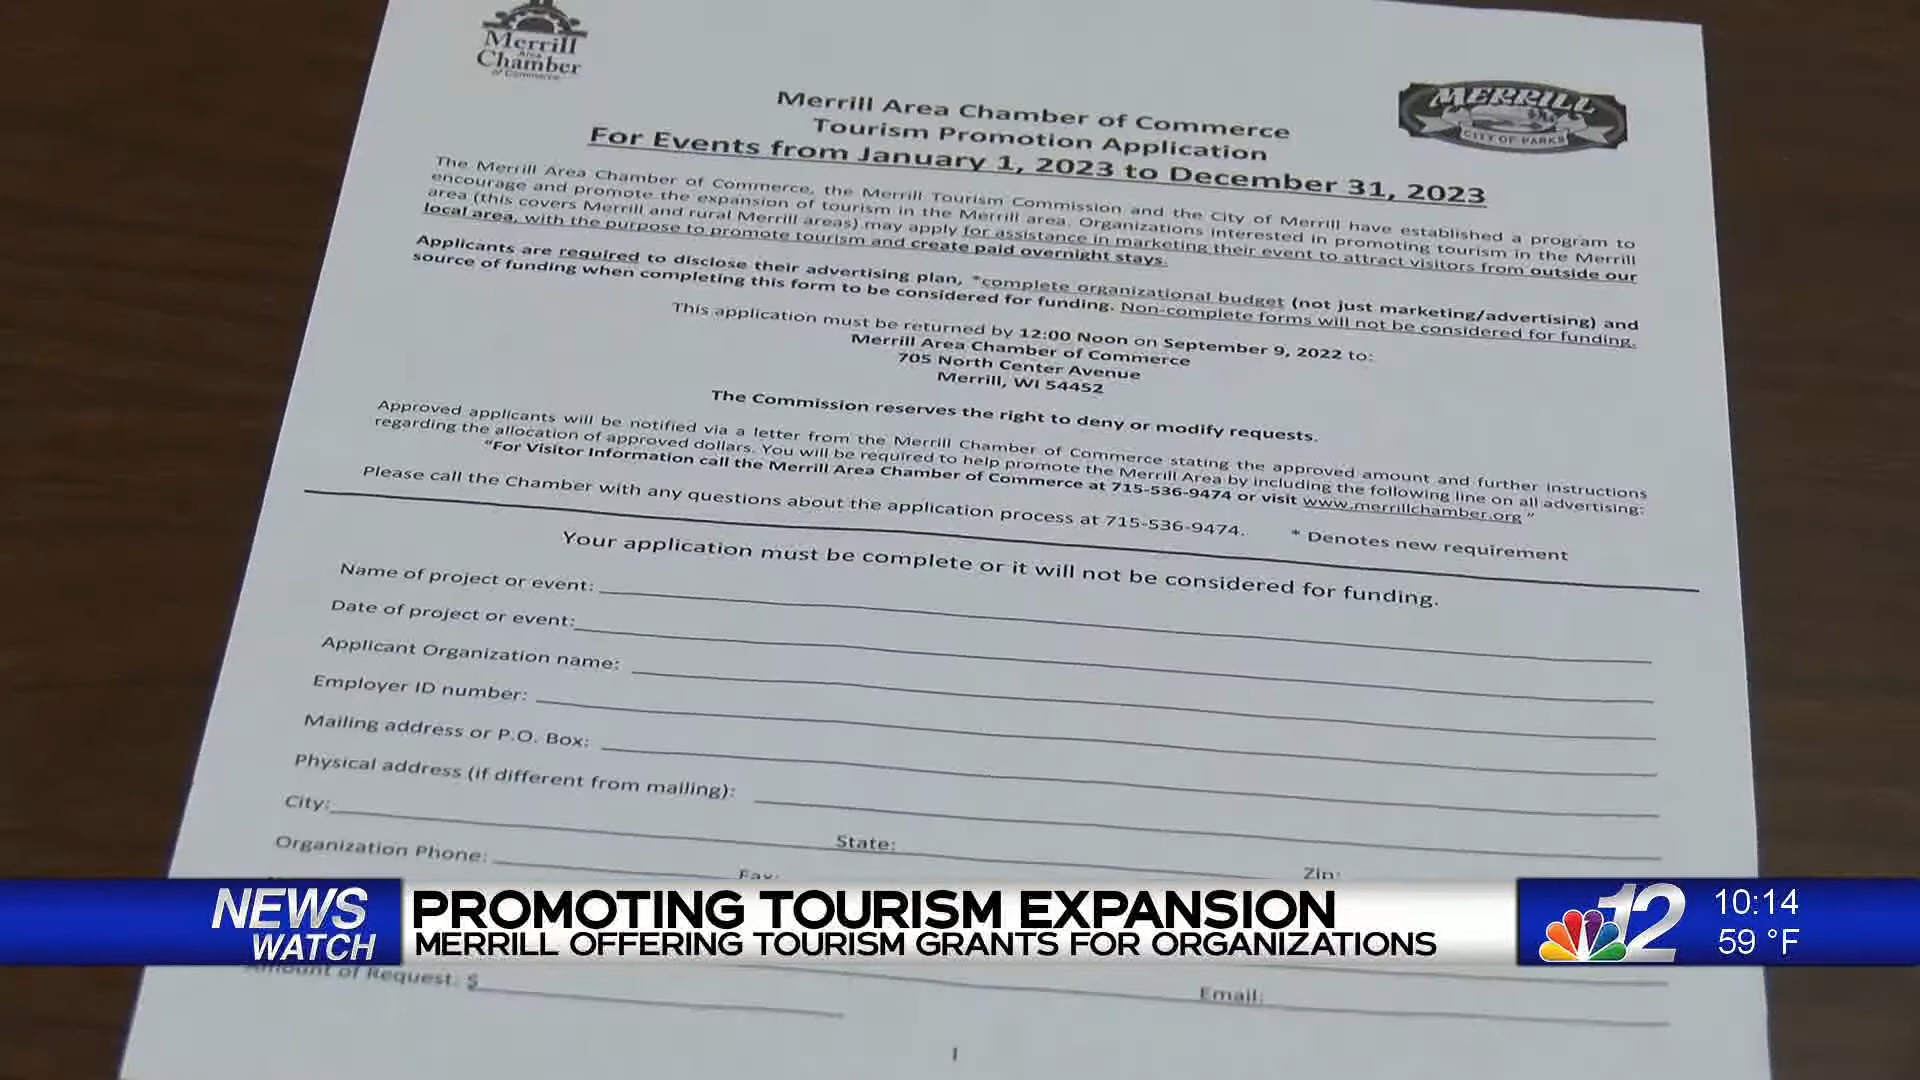 Merrill
Area
Chamber
of Commerce
MERRILL
CITY OF PARKS
Merrill Area Chamber of Commerce
Tourism Promotion Application
For Events from January 1, 2023 to December 31, 2023
The Merrill Area Chamber of Commerce, the Merrill Tourism Commission and the City of Merrill have established a program to
encourage and promote the expansion of tourism in the Merrill area. Organizations interested in promoting tourism in the Merrill
area (this covers Merrill and rural Merrill areas) may apply for assistance in marketing their event to attract visitors from outside our
local area, with the purpose to promote tourism and create paid overnight stays.
Applicants are required to disclose their advertising plan, *complete organizational budget (not just marketing/advertising) and
source of funding when completing this form to be considered for funding. Non-complete forms will not be considered for funding.
This application must be returned by 12:00 Noon on September 9, 2022 to:
Merrill Area Chamber of Commerce
705 North Center Avenue
Merrill, WI 54452
The Commission reserves the right to deny or modify requests.
Approved applicants will be notified via a letter from the Merrill Chamber of Commerce stating the approved amount and further instructions
regarding the allocation of approved dollars. You will be required to help promote the Merrill Area by including the following line on all advertising:
"For Visitor Information call the Merrill Area Chamber of Commerce at 715-536-9474 or visit www.merrillchamber.org"
Please call the Chamber with any questions about the application process at 715-536-9474. * Denotes new requirement
Your application must be complete or it will not be considered for funding.
Name of project or event:
Date of project or event:
Applicant Organization name:
Employer ID number:
Mailing address or P.O. Box:
Physical address (if different from mailing):
City: State: Zip:
Organization Phone: Fax:
Amount of Request: $
Email:
1
NEWS
WATCH
PROMOTING TOURISM EXPANSION
MERRILL OFFERING TOURISM GRANTS FOR ORGANIZATIONS
12
10:14
59 °F